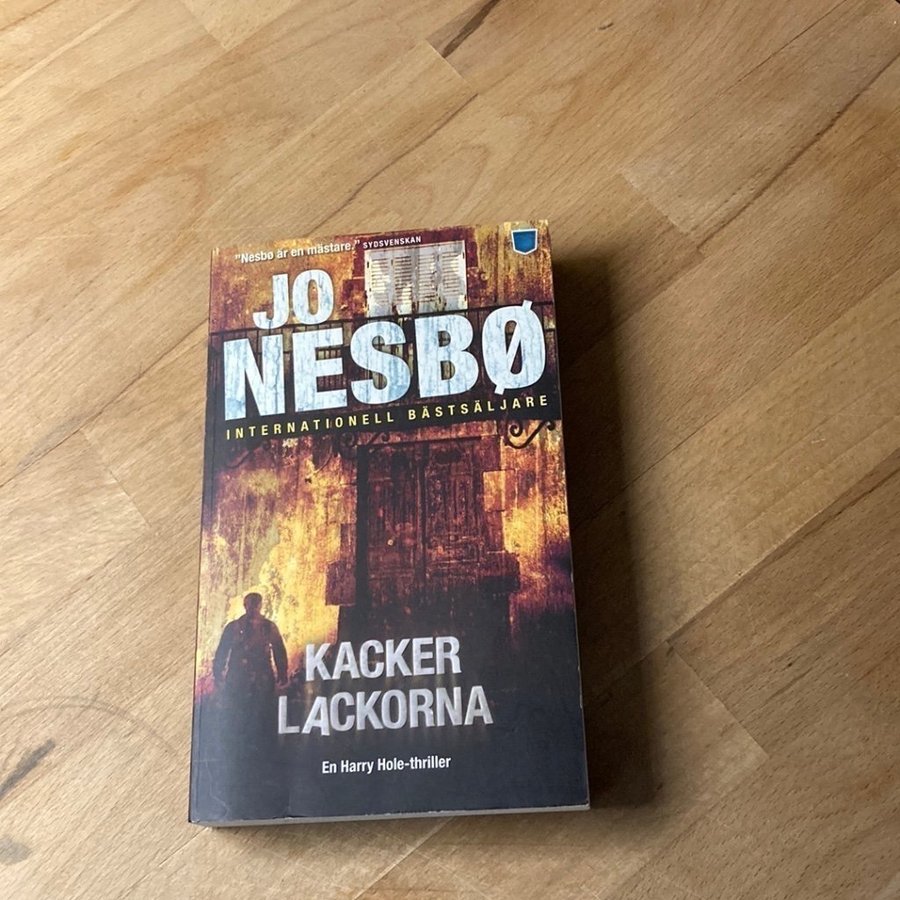 "Nesbø är en mästare." SYDSVENSKAN
JO
NESBØ
INTERNATIONELL BÄSTSÄLJARE
KACKER
LACKORNA
En Harry Hole-thriller